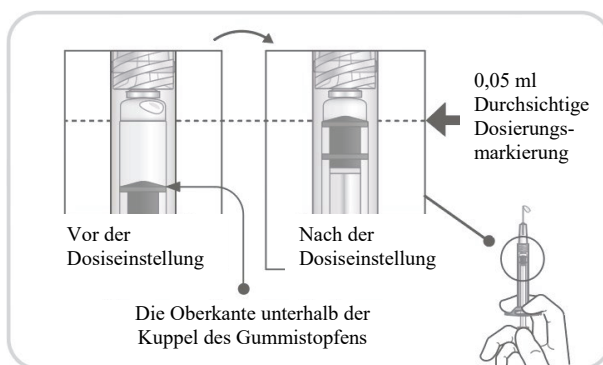 0,05 ml
Durchsichtige
Dosierungs-
markierung
Vor der
Dosiseinstellung
Nach der
Dosiseinstellung
Die Oberkante unterhalb der
Kuppel des Gummistopfens